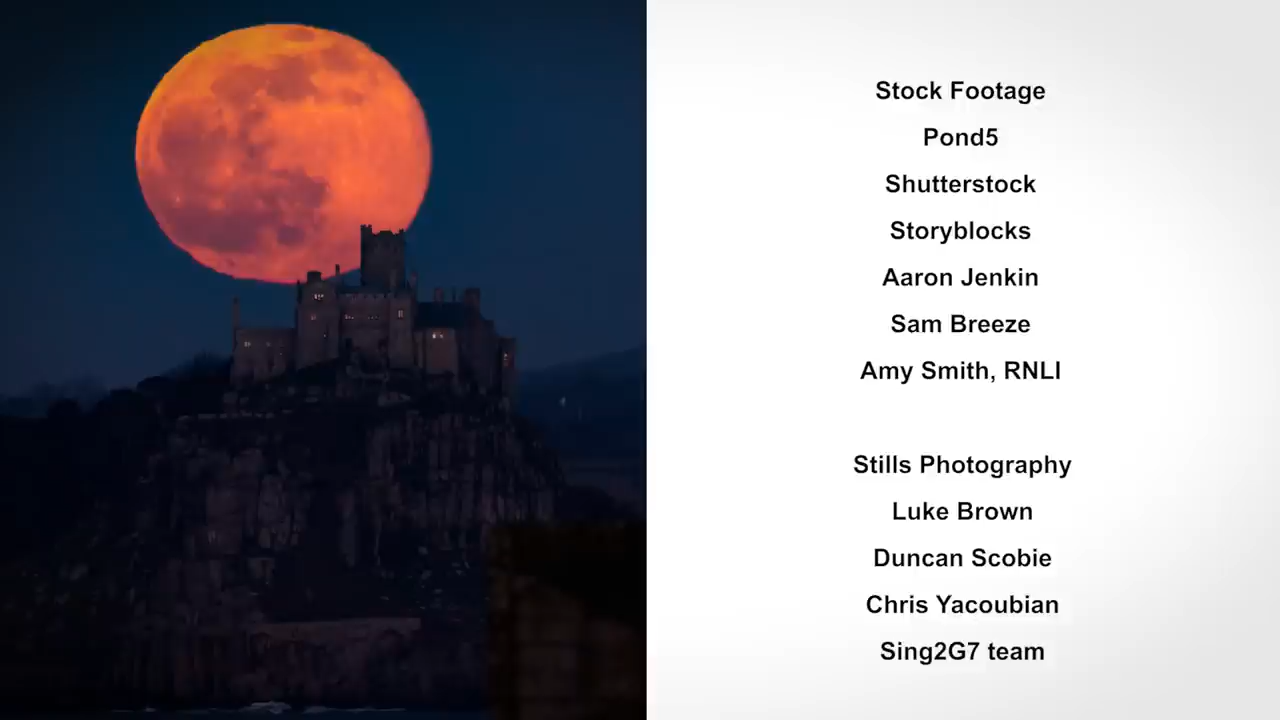 Stock Footage
Pond5
Shutterstock
Storyblocks
Aaron Jenkin
Sam Breeze
Amy Smith, RNLI
Stills Photography
Luke Brown
Duncan Scobie
Chris Yacoubian
Sing2G7 team